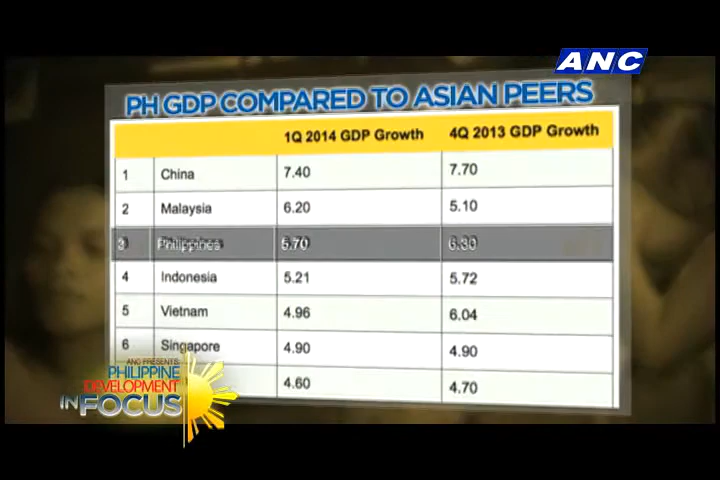 ANC
PH GDP COMPARED TO ASIAN PEERS
1Q 2014 GDP Growth 4Q 2013 GDP Growth
1 China 7.40 7.70
2 Malaysia 6.20 5.10
3 Philippines 5.70
4 Indonesia 5.21 5.72
5 Vietnam 4.96 6.04
6 Singapore 4.90 4.90
4.60 4.70
ANC PRESENTS:
PHILIPPINE
DEVELOPMENT
IN FOCUS